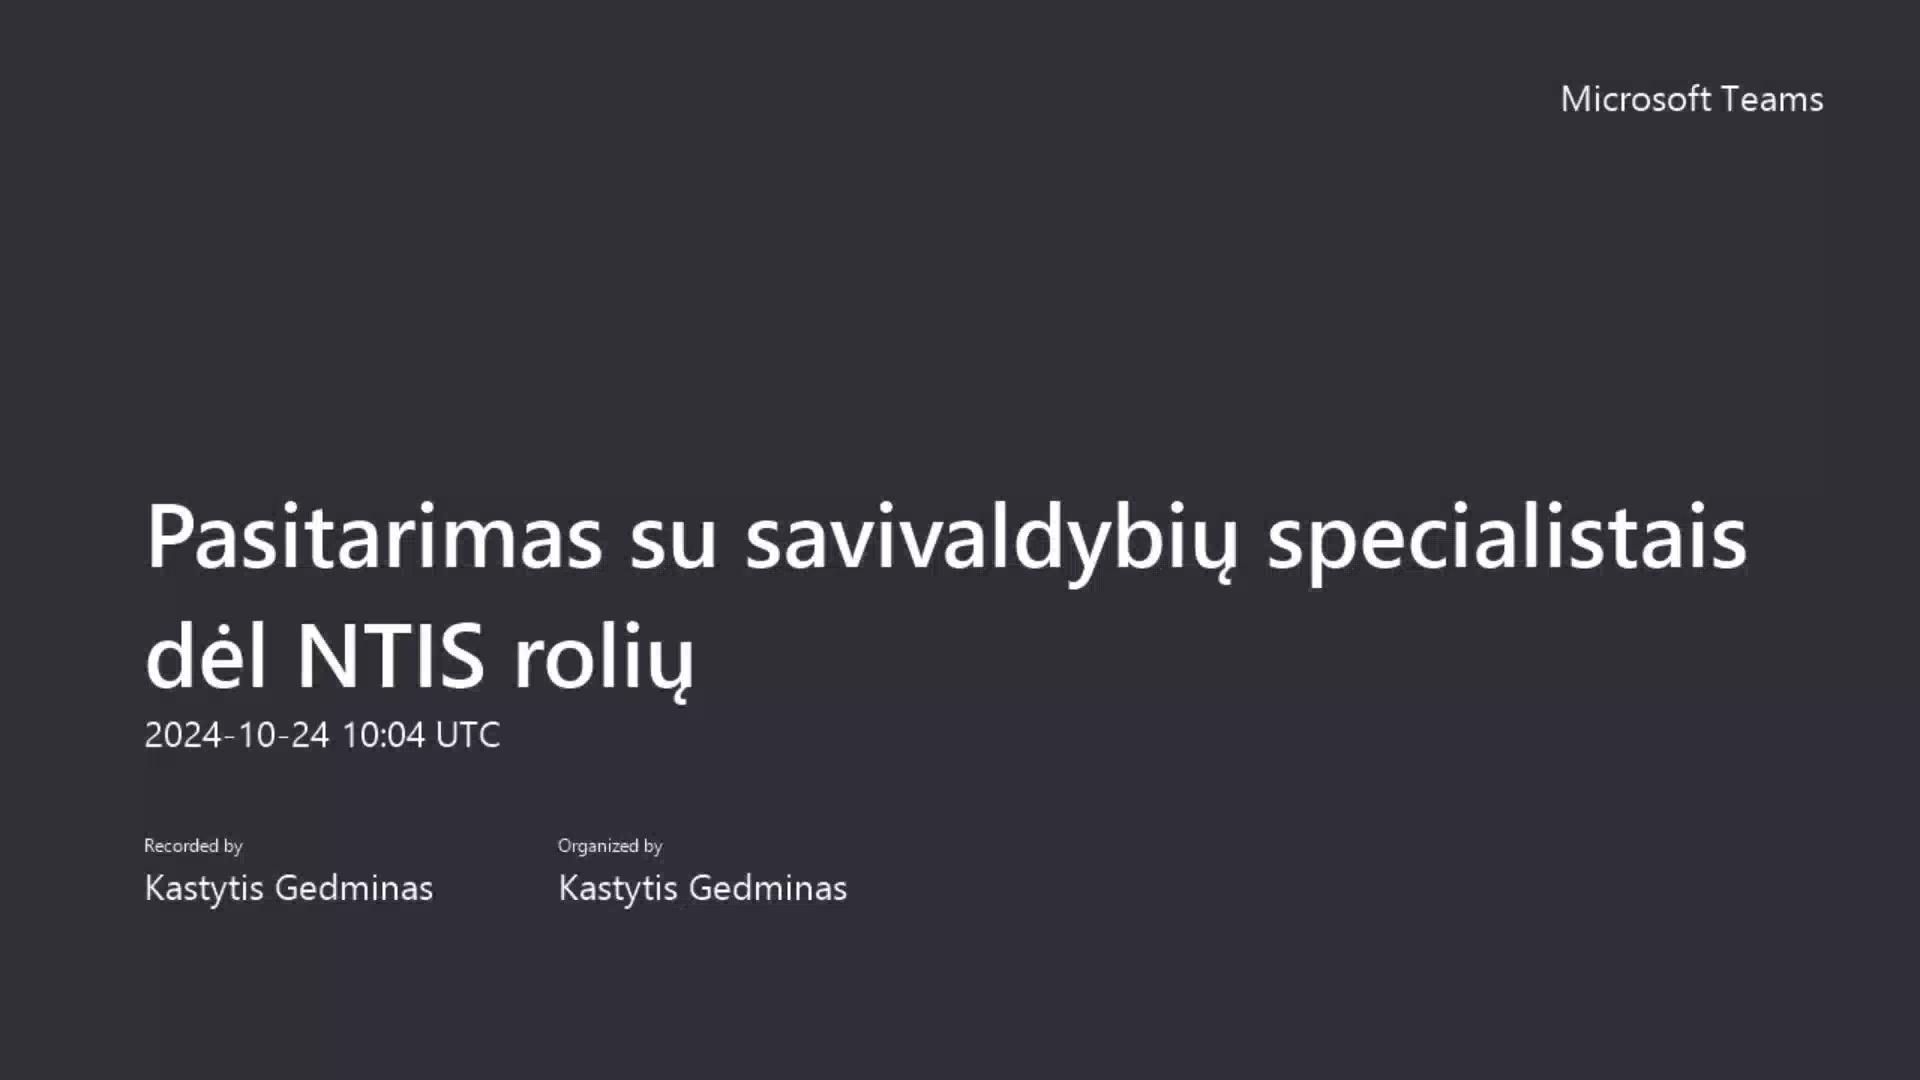 Microsoft Teams
Pasitarimas su savivaldybių specialistais
dėl NTIS rolių
2024-10-24 10:04 UTC
Recorded by
Kastytis Gedminas
Organized by
Kastytis Gedminas